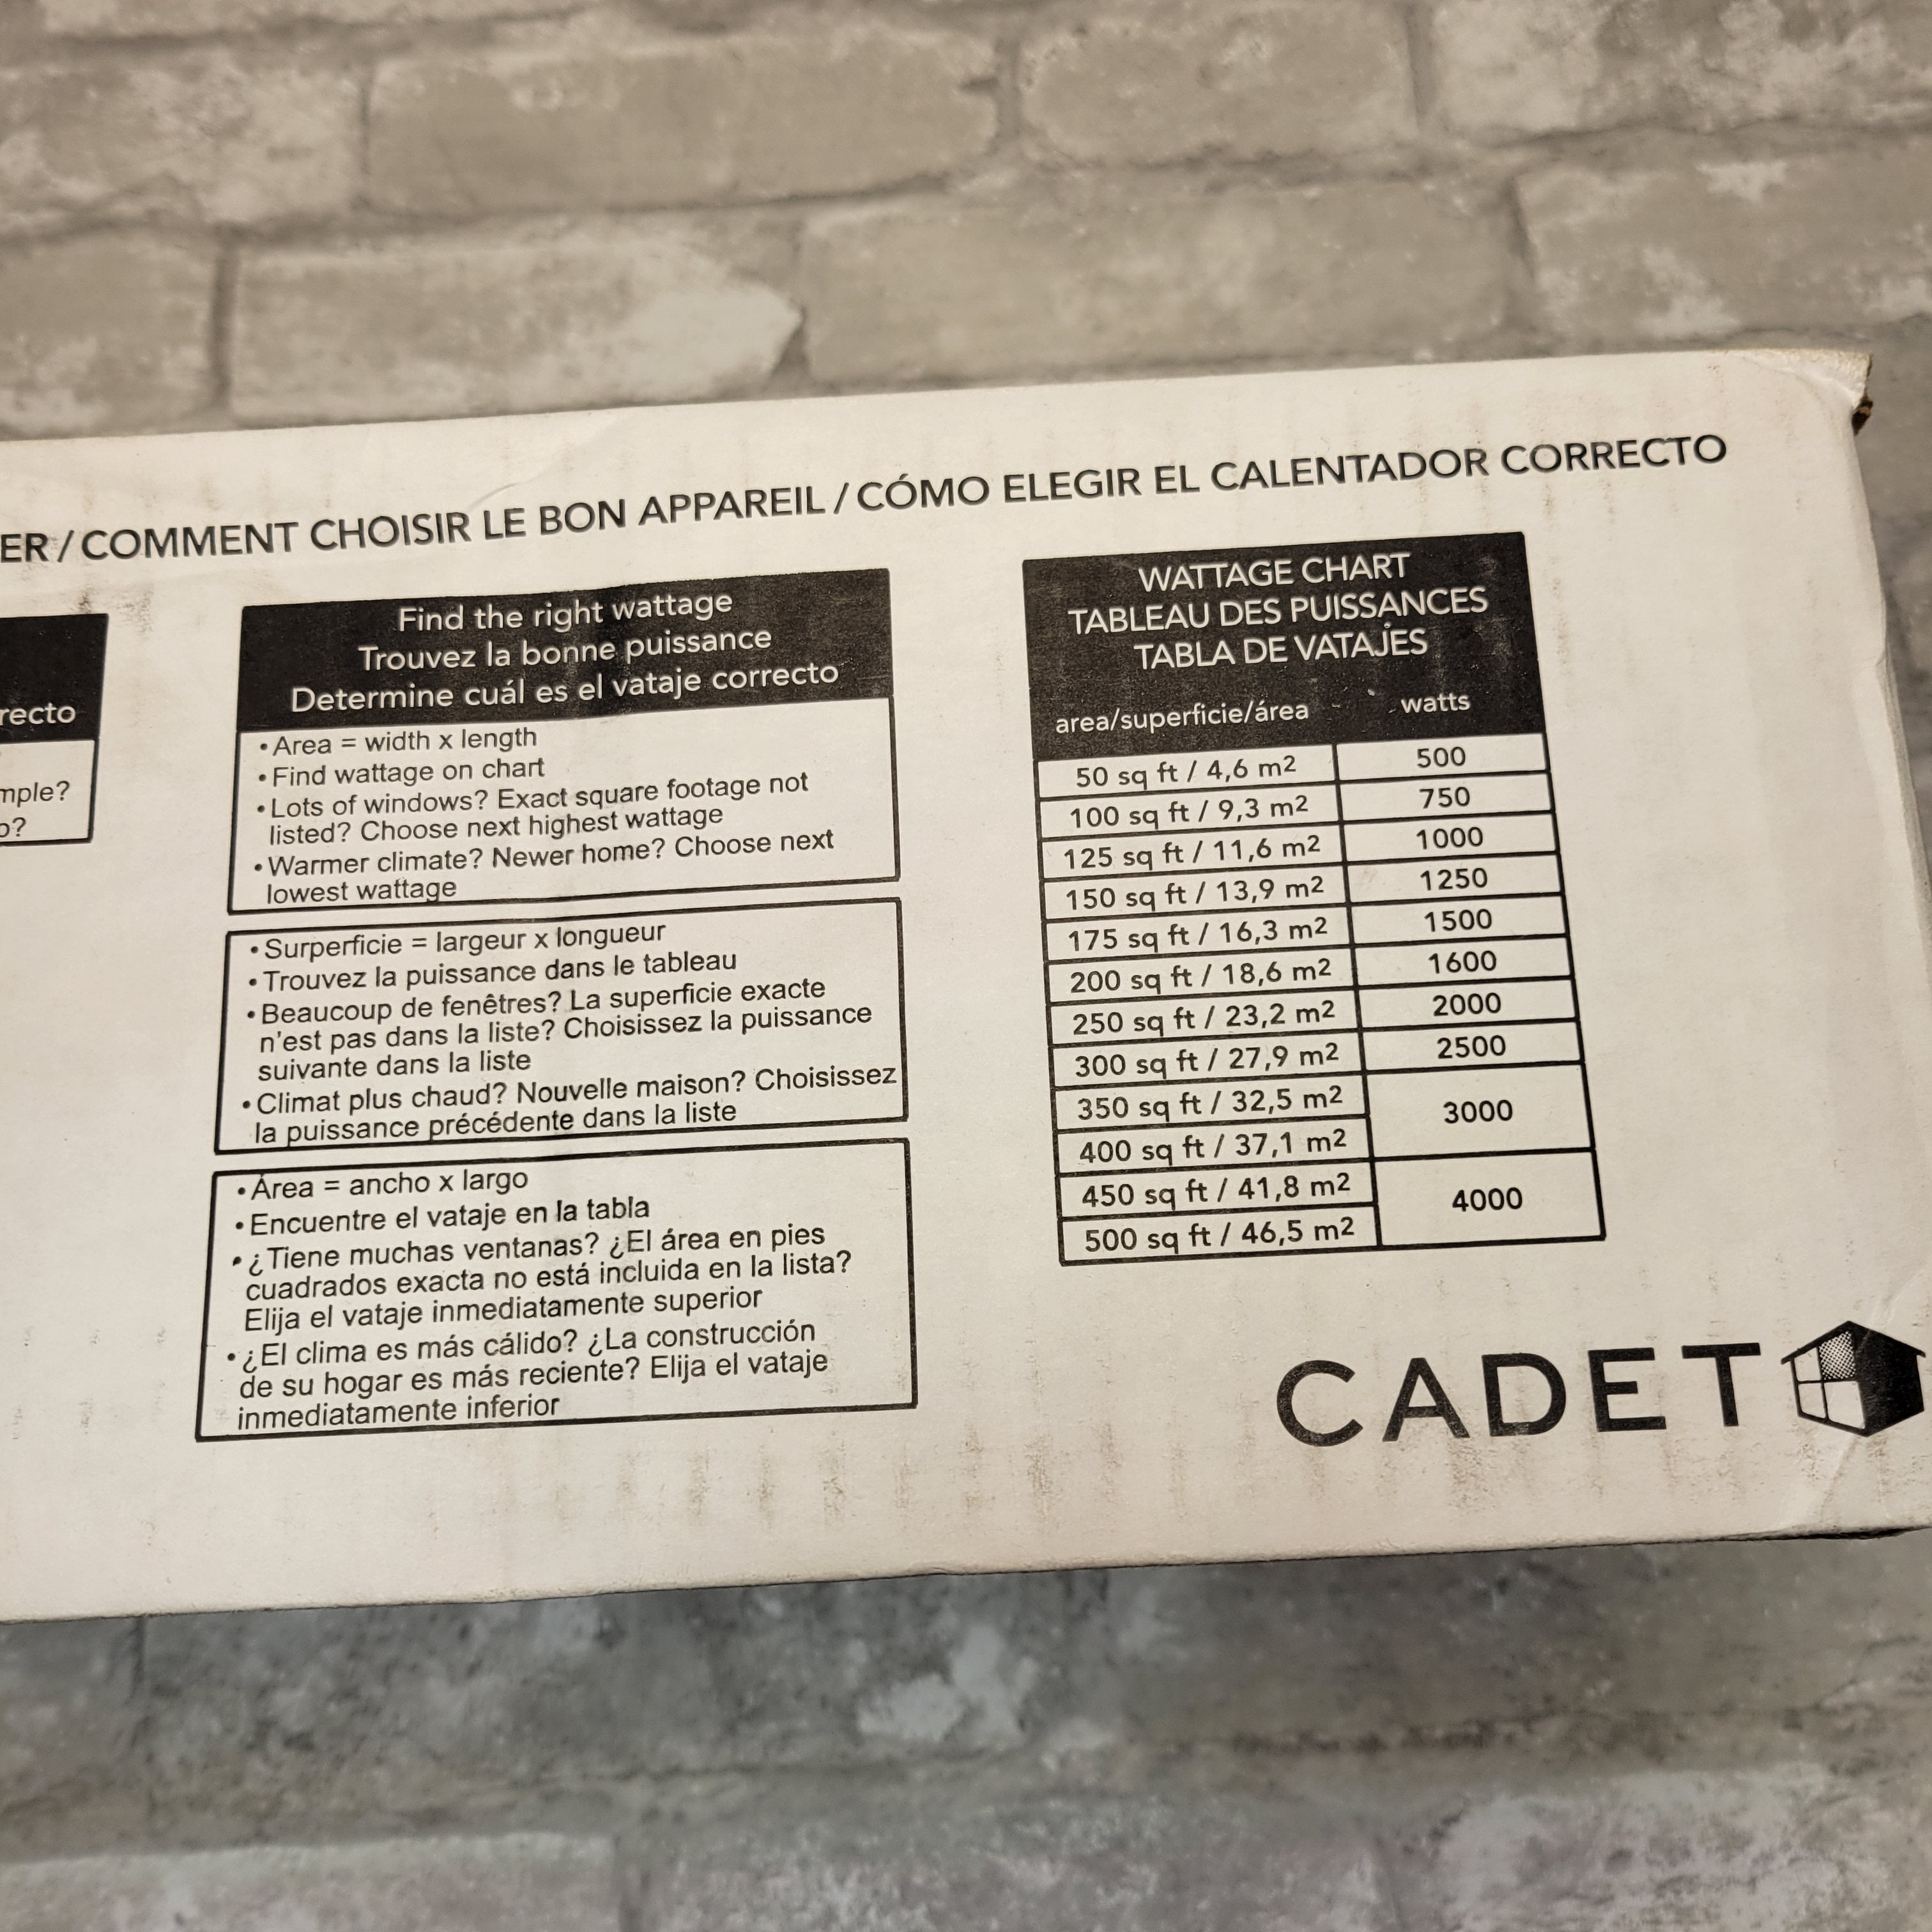 ER / COMMENT CHOISIR LE BON APPAREIL / CÓMO ELEGIR EL CALENTADOR CORRECTO
recto
mple?
o?
Find the right wattage
Trouvez la bonne puissance
Determine cuál es el vataje correcto
• Area = width x length
• Find wattage on chart
• Lots of windows? Exact square footage not
listed? Choose next highest wattage
• Warmer climate? Newer home? Choose next
lowest wattage
• Surperficie = largeur x longueur
• Trouvez la puissance dans le tableau
• Beaucoup de fenêtres? La superficie exacte
n'est pas dans la liste? Choisissez la puissance
suivante dans la liste
• Climat plus chaud? Nouvelle maison? Choisissez
la puissance précédente dans la liste
• Área = ancho x largo
• Encuentre el vataje en la tabla
• ¿Tiene muchas ventanas? ¿El área en pies
cuadrados exacta no está incluida en la lista?
Elija el vataje inmediatamente superior
• ¿El clima es más cálido? ¿La construcción
de su hogar es más reciente? Elija el vataje
inmediatamente inferior
WATTAGE CHART
TABLEAU DES PUISSANCES
TABLA DE VATAJES
area/superficie/área watts
50 sq ft / 4,6 m2 500
100 sq ft / 9,3 m2 750
125 sq ft / 11,6 m2 1000
150 sq ft / 13,9 m2 1250
175 sq ft / 16,3 m2 1500
200 sq ft / 18,6 m2 1600
250 sq ft / 23,2 m2 2000
300 sq ft / 27,9 m2 2500
350 sq ft / 32,5 m2
3000
400 sq ft / 37,1 m2
450 sq ft / 41,8 m2
4000
500 sq ft / 46,5 m2
CADET